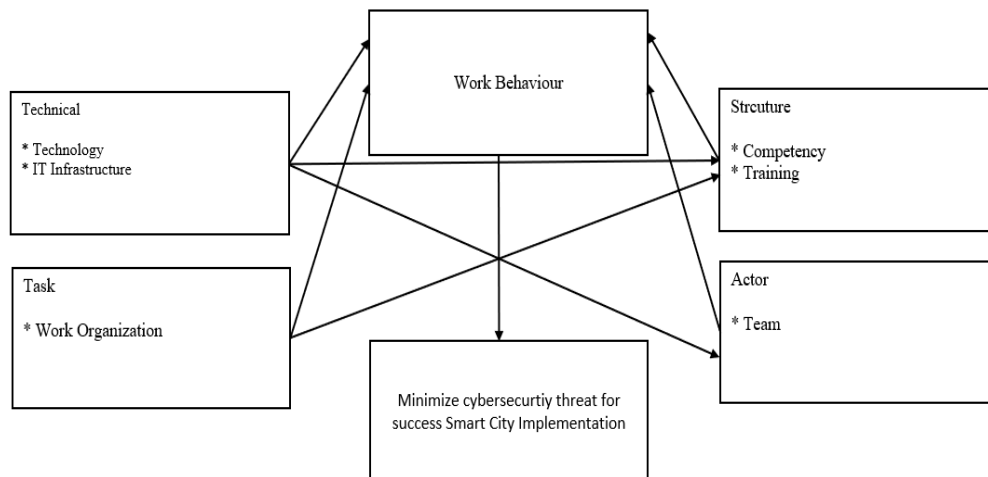 Work Behaviour
Technical
* Technology
* IT Infrastructure
Strcuture
* Competency
* Training
Task
* Work Organization
Actor
* Team
Minimize cybersecurtiy threat for
success Smart City Implementation